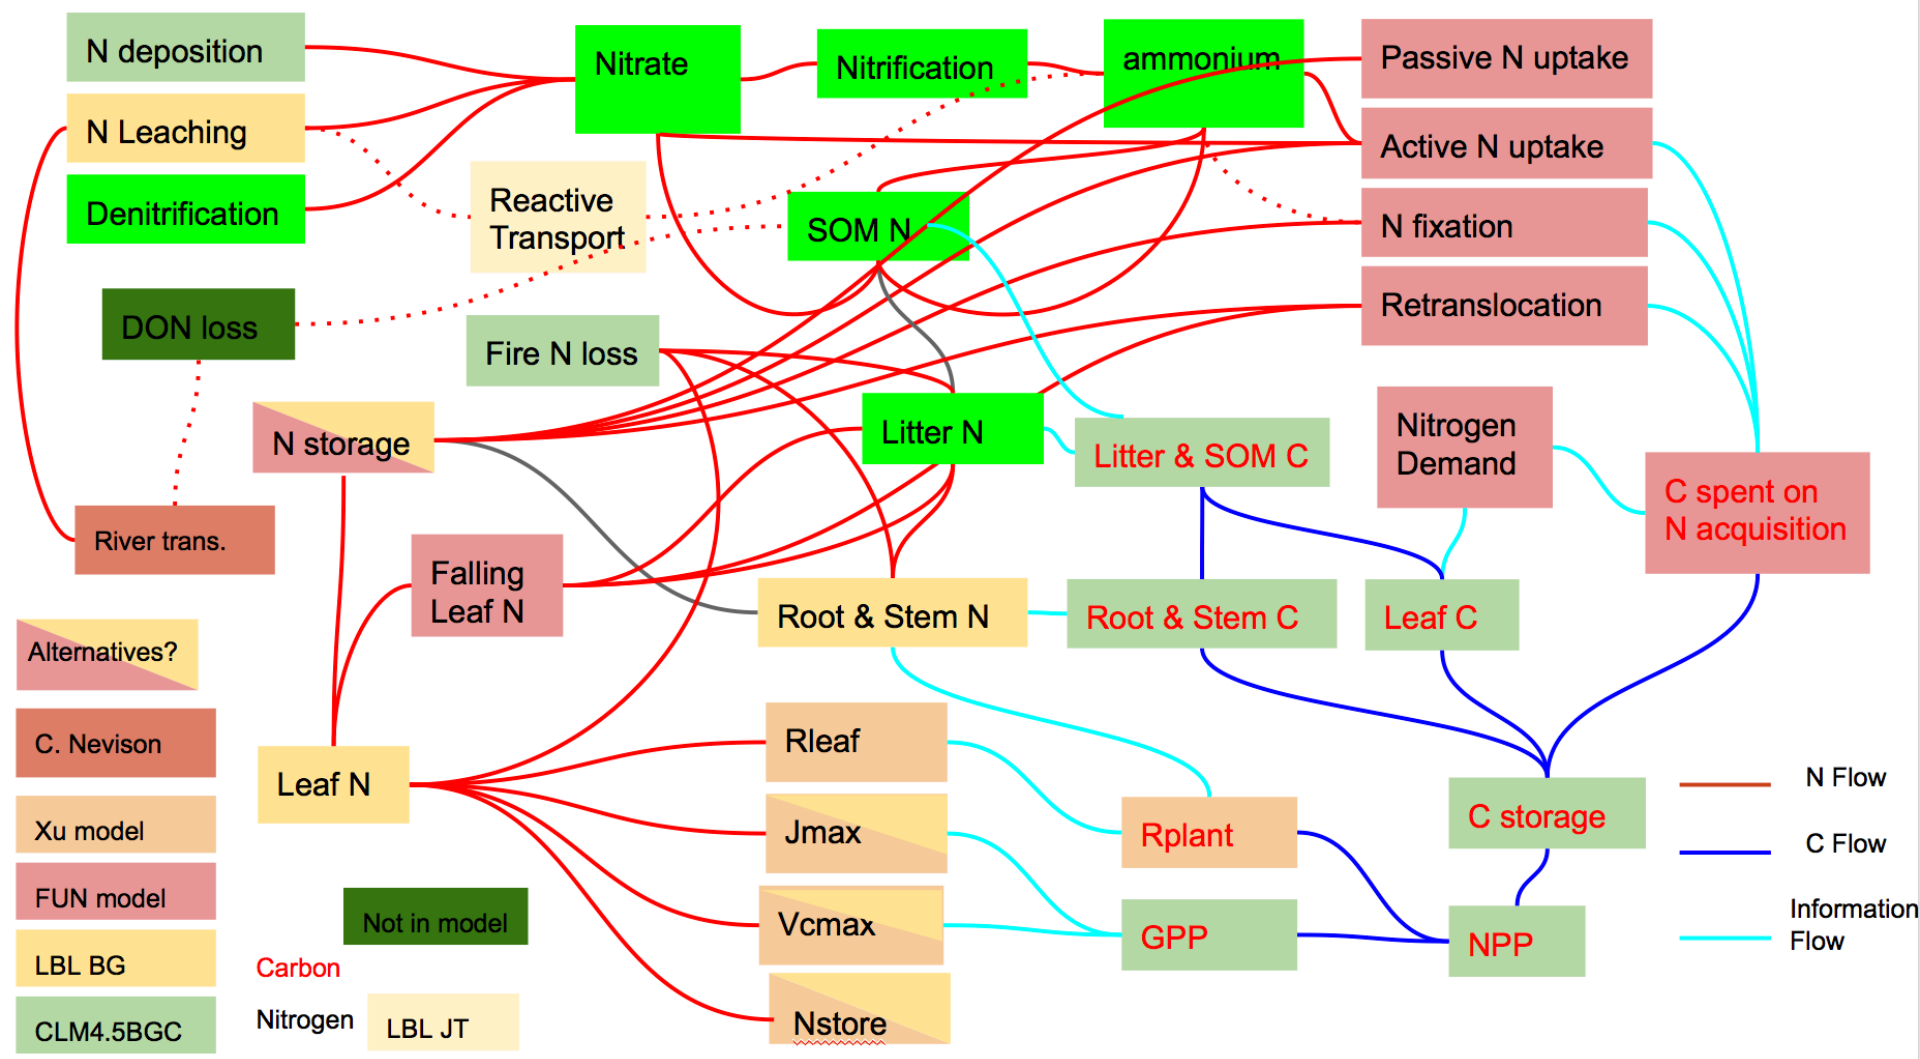 N deposition
Nitrate
Nitrification
ammonium
Passive N uptake
N Leaching
Active N uptake
Denitrification
Reactive
Transport
SOM N
N fixation
DON loss
Fire N loss
Retranslocation
N storage
Litter N
Litter & SOM C
Nitrogen
Demand
C spent on
N acquisition
River trans.
Falling
Leaf N
Root & Stem N
Root & Stem C
Leaf C
Alternatives?
C. Nevison
Leaf N
Rleaf
Jmax
Rplant
C storage
N Flow
C Flow
Xu model
FUN model
Not in model
Vcmax
GPP
NPP
Information
Flow
LBL BG
Carbon
CLM4.5BGC
Nitrogen
LBL JT
Nstore